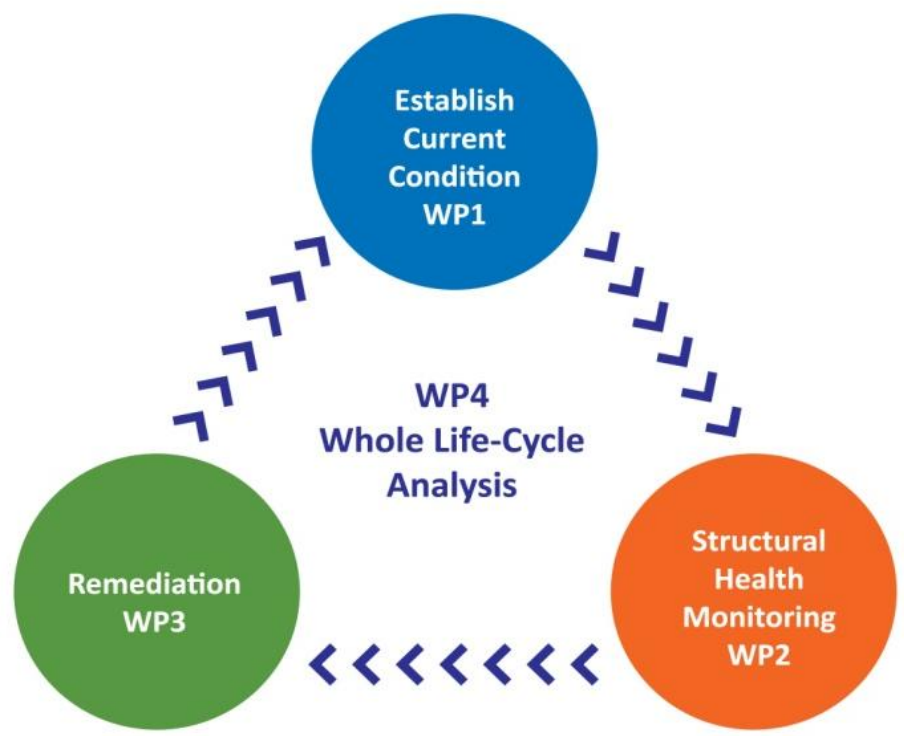 Establish
Current
Condition
WP1
WP4
Whole Life-Cycle
Analysis
Remediation
WP3
Structural
Health
Monitoring
WP2